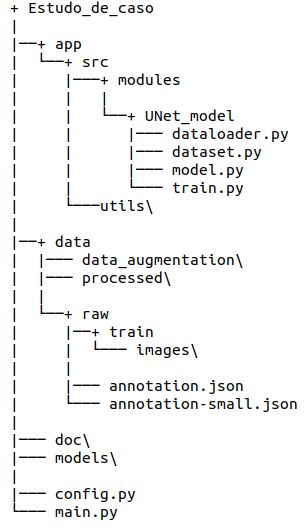 + Estudo_de_caso
|
|──+ app
|  └──+ src
|     |───+ modules
|     |   |
|     |   └──+ UNet_model
|     |      |─── dataloader.py
|     |      |─── dataset.py
|     |      |─── model.py
|     |      └─── train.py
|     └───utils\
|
|──+ data
|  |─── data_augmentation\
|  |─── processed\
|  |
|  └──+ raw
|     |──+ train
|     |  └─── images\
|     |
|     |─── annotation.json
|     └─── annotation-small.json
|
|─── doc\
|─── models\
|
|─── config.py
└─── main.py